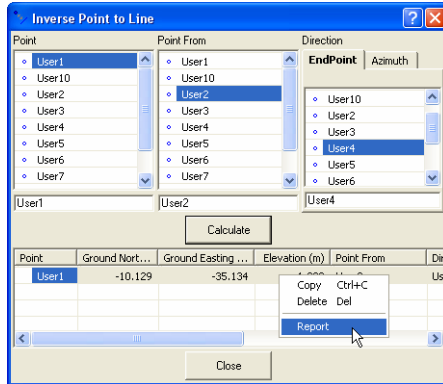 Inverse Point to Line
Point Point From Direction
User1 User1 EndPoint Azimuth
User10 User10
User2 User2 User10
User3 User3 User2
User4 User4 User3
User5 User5 User4
User6 User6 User5
User7 User7 User6
User1 User2 User4
Calculate
Point Ground Nort... Ground Easting ... Elevation (m) Point From Dir
User1 -10.129 -35.134 Us
Copy Ctrl+C
Delete Del
Report
Close